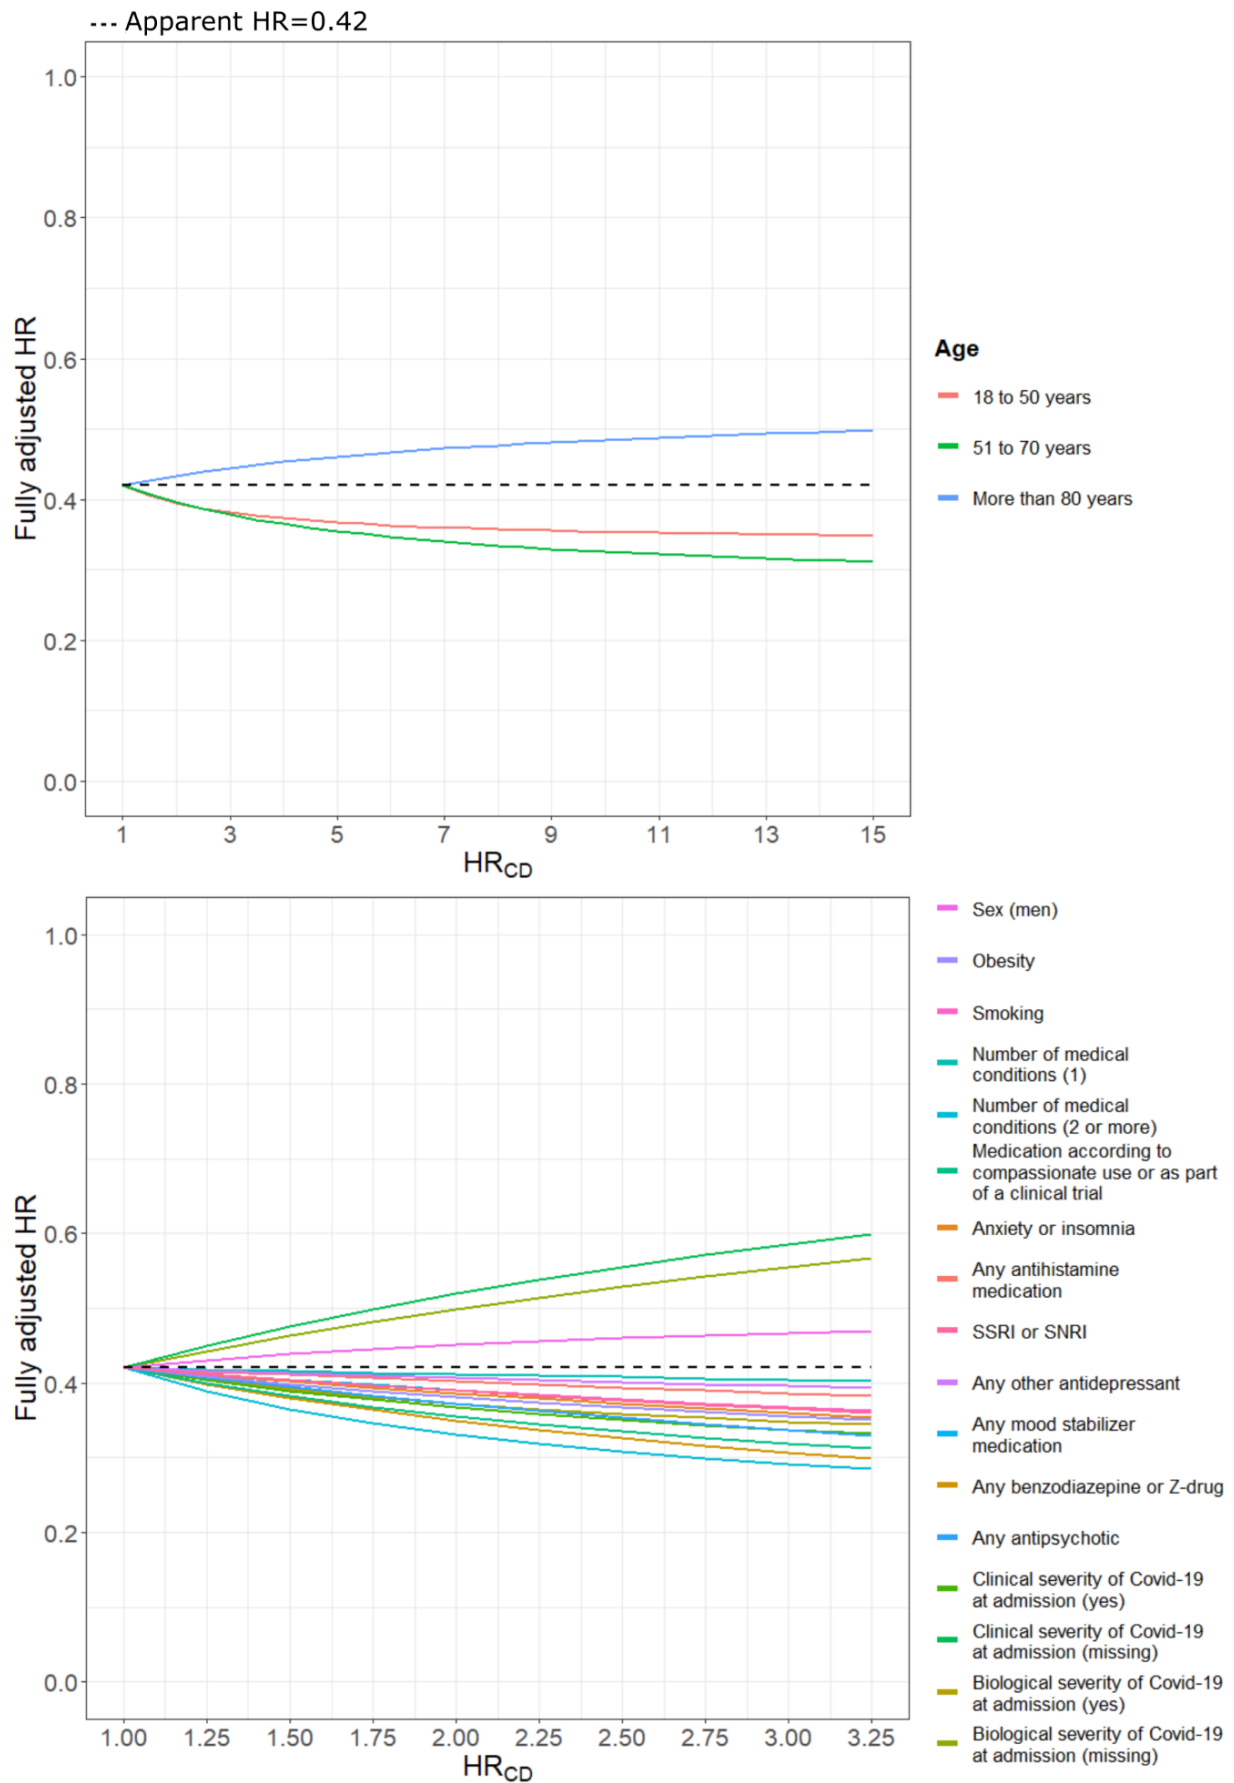 --- Apparent HR=0.42
1.0
0.8
0.6
0.4
0.2
0.0
Fully adjusted HR
1 3 5 7 9 11 13 15
HRCD
Age
18 to 50 years
51 to 70 years
More than 80 years
1.0
0.8
0.6
0.4
0.2
0.0
Fully adjusted HR
1.00 1.25 1.50 1.75 2.00 2.25 2.50 2.75 3.00 3.25
HRCD
Sex (men)
Obesity
Smoking
Number of medical
conditions (1)
Number of medical
conditions (2 or more)
Medication according to
compassionate use or as part
of a clinical trial
Anxiety or insomnia
Any antihistamine
medication
SSRI or SNRI
Any other antidepressant
Any mood stabilizer
medication
Any benzodiazepine or Z-drug
Any antipsychotic
Clinical severity of Covid-19
at admission (yes)
Clinical severity of Covid-19
at admission (missing)
Biological severity of Covid-19
at admission (yes)
Biological severity of Covid-19
at admission (missing)